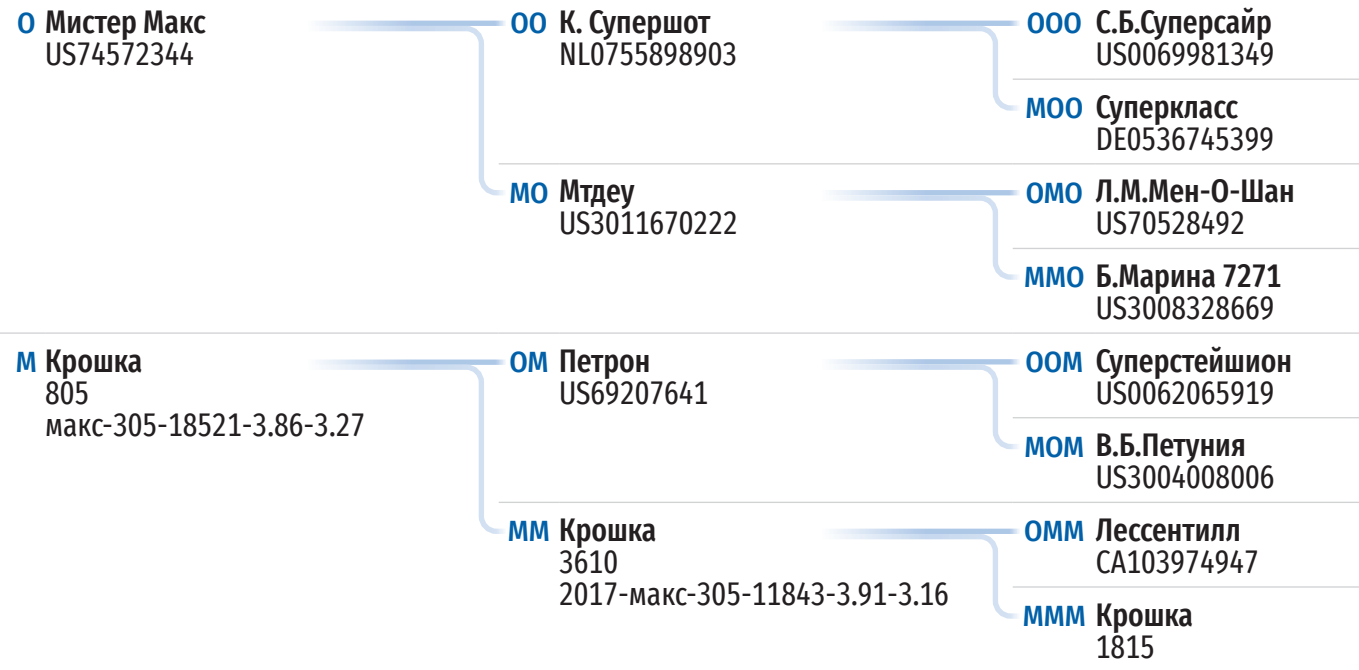 О Мистер Макс
US74572344
ОО К. Супершот
NL0755898903
ООО С.Б.Суперсайр
US0069981349
МОО Суперкласс
DE0536745399
МО Мтдеу
US3011670222
ОМО Л.М.Мен-О-Шан
US70528492
ММО Б.Марина 7271
US3008328669
М Крошка
805
макс-305-18521-3.86-3.27
ОМ Петрон
US69207641
ООМ Суперстейшион
US0062065919
МОМ В.Б.Петуния
US3004008006
ММ Крошка
3610
2017-макс-305-11843-3.91-3.16
ОММ Лессентилл
CA103974947
МММ Крошка
1815